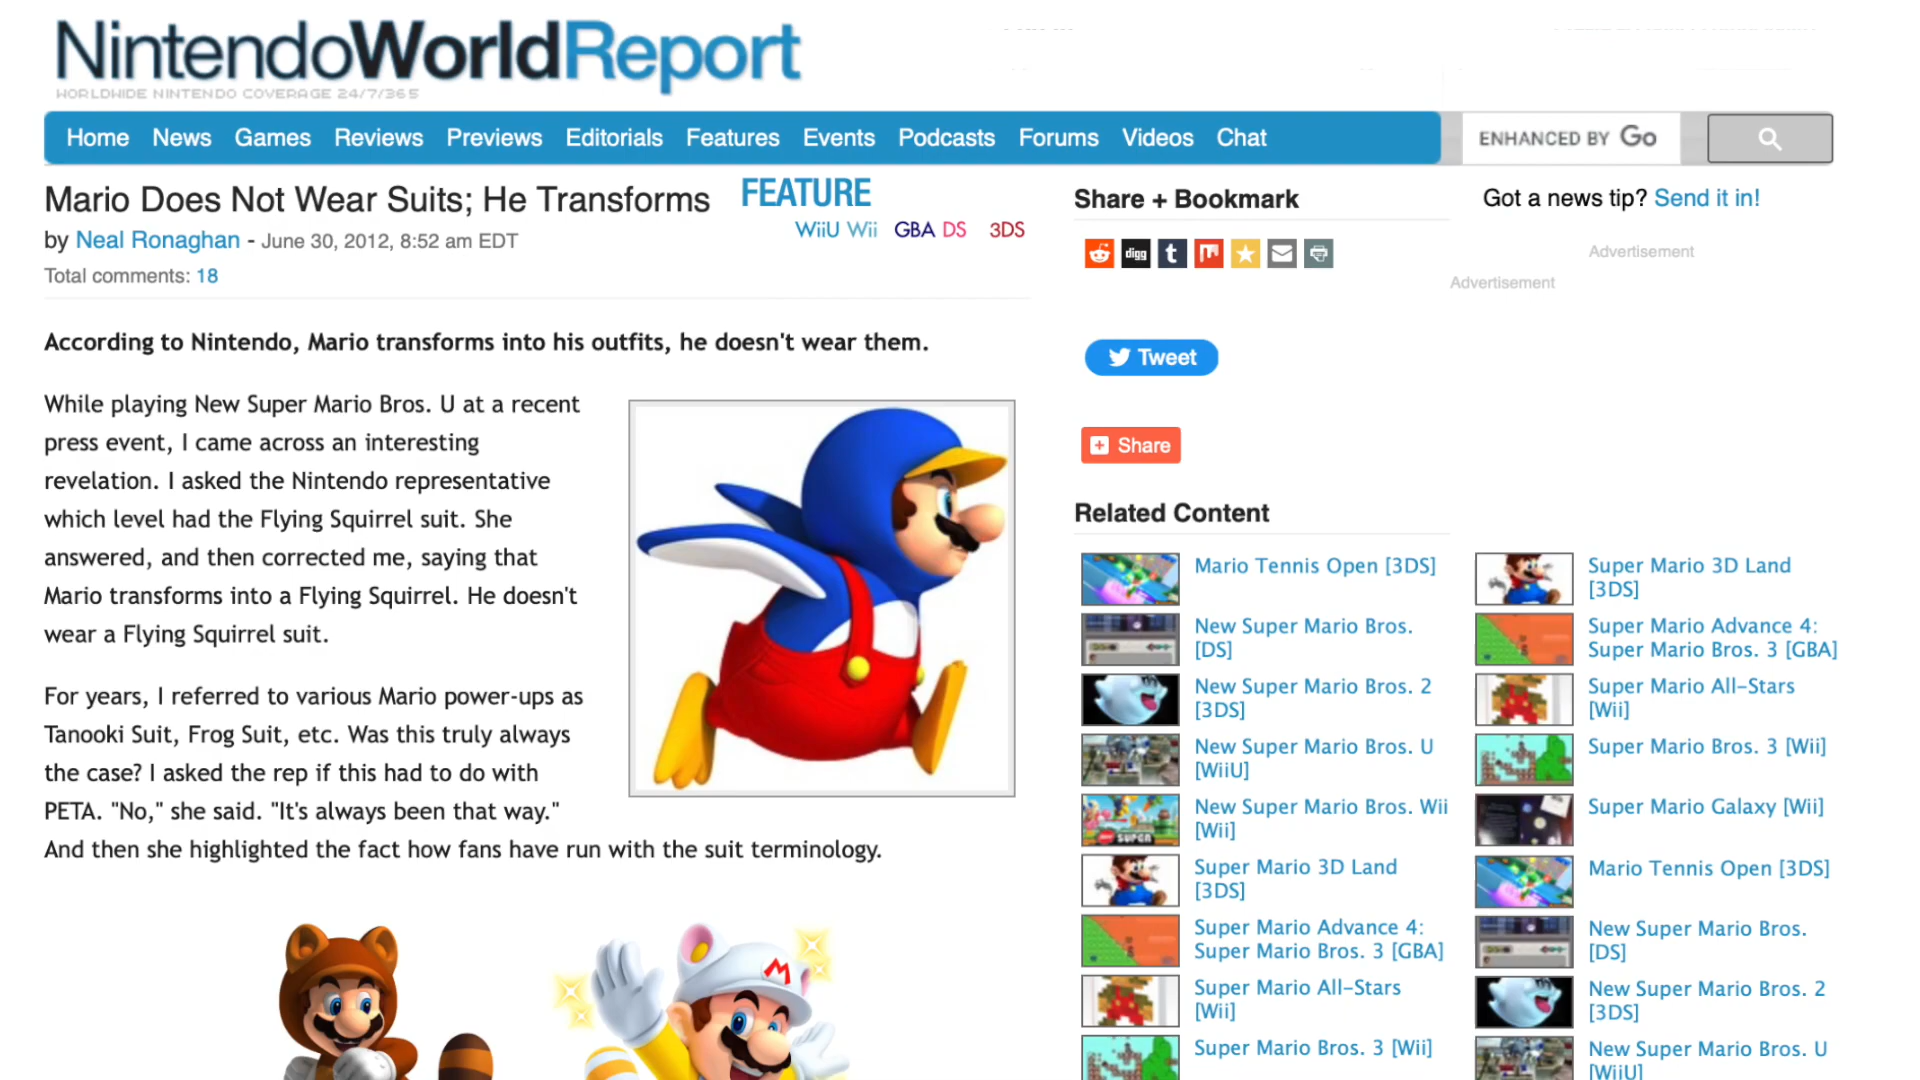 NintendoWorldReport
WORLDWIDE NINTENDO COVERAGE 24/7/365
Home News Games Reviews Previews Editorials Features Events Podcasts Forums Videos Chat
ENHANCED BY Go
Mario Does Not Wear Suits; He Transforms
FEATURE
by Neal Ronaghan - June 30, 2012, 8:52 am EDT
WiiU Wii GBA DS 3DS
Total comments: 18
According to Nintendo, Mario transforms into his outfits, he doesn't wear them.
While playing New Super Mario Bros. U at a recent
press event, I came across an interesting
revelation. I asked the Nintendo representative
which level had the Flying Squirrel suit. She
answered, and then corrected me, saying that
Mario transforms into a Flying Squirrel. He doesn't
wear a Flying Squirrel suit.
For years, I referred to various Mario power-ups as
Tanooki Suit, Frog Suit, etc. Was this truly always
the case? I asked the rep if this had to do with
PETA. "No," she said. "It's always been that way."
And then she highlighted the fact how fans have run with the suit terminology.
M
Share + Bookmark
digg
t
Tweet
Share
Got a news tip? Send it in!
Advertisement
Advertisement
Related Content
Mario Tennis Open [3DS]
New Super Mario Bros.
[DS]
New Super Mario Bros. 2
[3DS]
New Super Mario Bros. U
[WiiU]
New Super Mario Bros. Wii
[Wii]
SUPER
Super Mario 3D Land
[3DS]
Super Mario Advance 4:
Super Mario Bros. 3 [GBA]
Super Mario All-Stars
[Wii]
Super Mario Bros. 3 [Wii]
Super Mario 3D Land
[3DS]
Super Mario Advance 4:
Super Mario Bros. 3 [GBA]
Super Mario All-Stars
[Wii]
Super Mario Bros. 3 [Wii]
Super Mario Galaxy [Wii]
Mario Tennis Open [3DS]
New Super Mario Bros.
[DS]
New Super Mario Bros. 2
[3DS]
New Super Mario Bros. U
[WiiU]